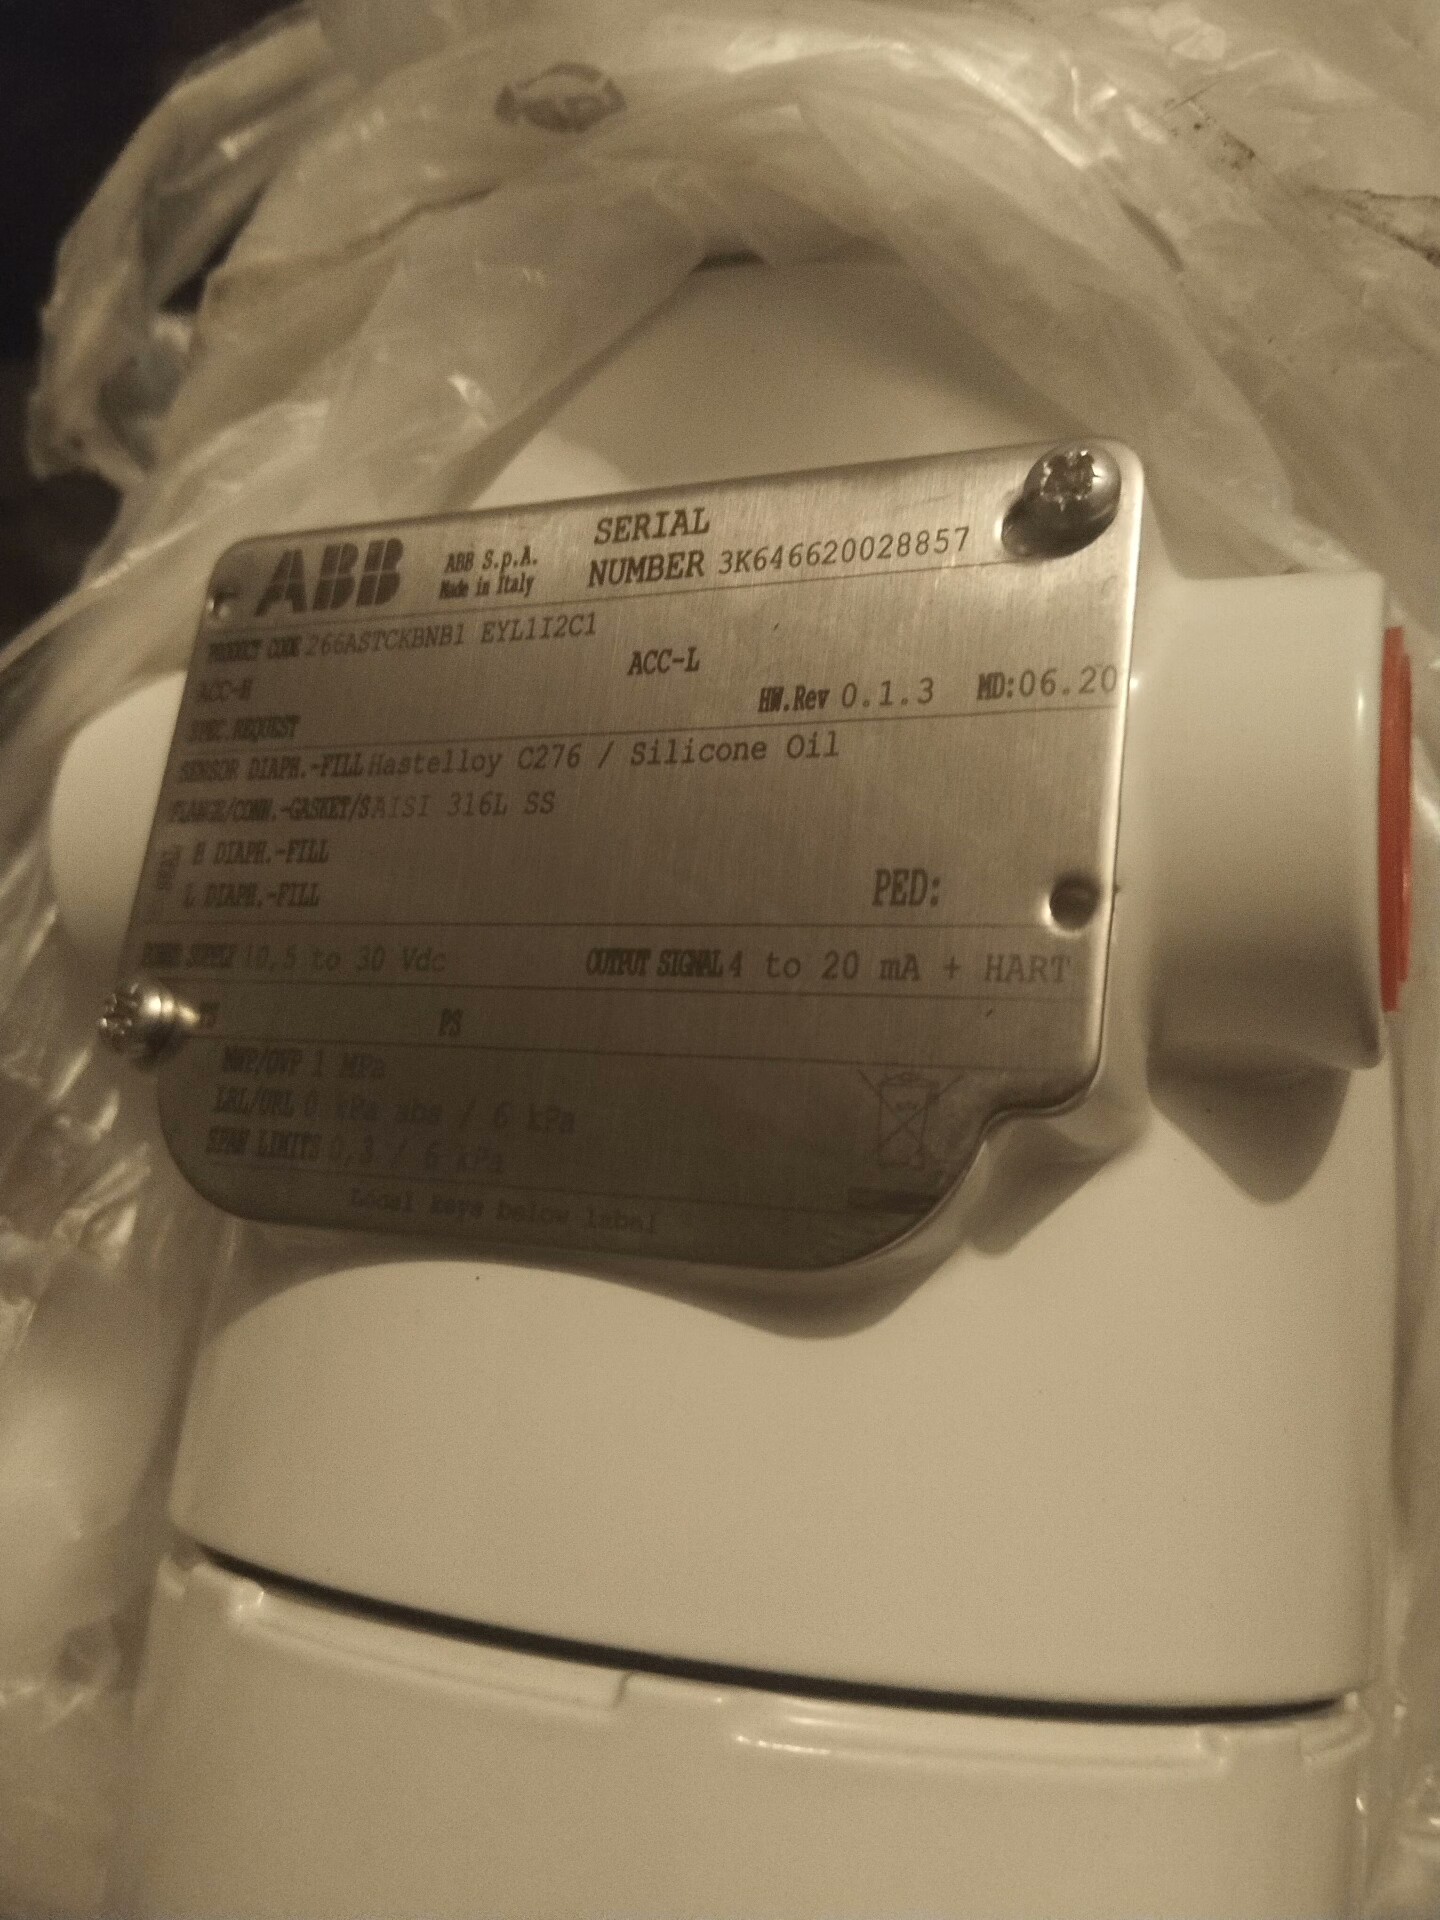 ABB
ABB S.p.A.
Made in Italy
SERIAL
NUMBER 3K646620028857
PRODUCT CODE 266ASTCKBNB1 EYL1I2C1
ACC-H
ACC-L
SPEC.REQUEST
HW.Rev 0.1.3 MD:06.20
SENSOR DIAPH.-FILL Hastelloy C276 / Silicone Oil
FLANGE/CONN.-GASKET/S AISI 316L SS
SEAL
H DIAPH.-FILL
L DIAPH.-FILL
PED:
POWER SUPPLY 10,5 to 30 Vdc
OUTPUT SIGNAL 4 to 20 mA + HART
TS
PS
MWP/OVP 1 MPa
LRL/URL 0 kPa abs / 6 kPa
SPAN LIMITS 0,3 / 6 kPa
Local keys below label